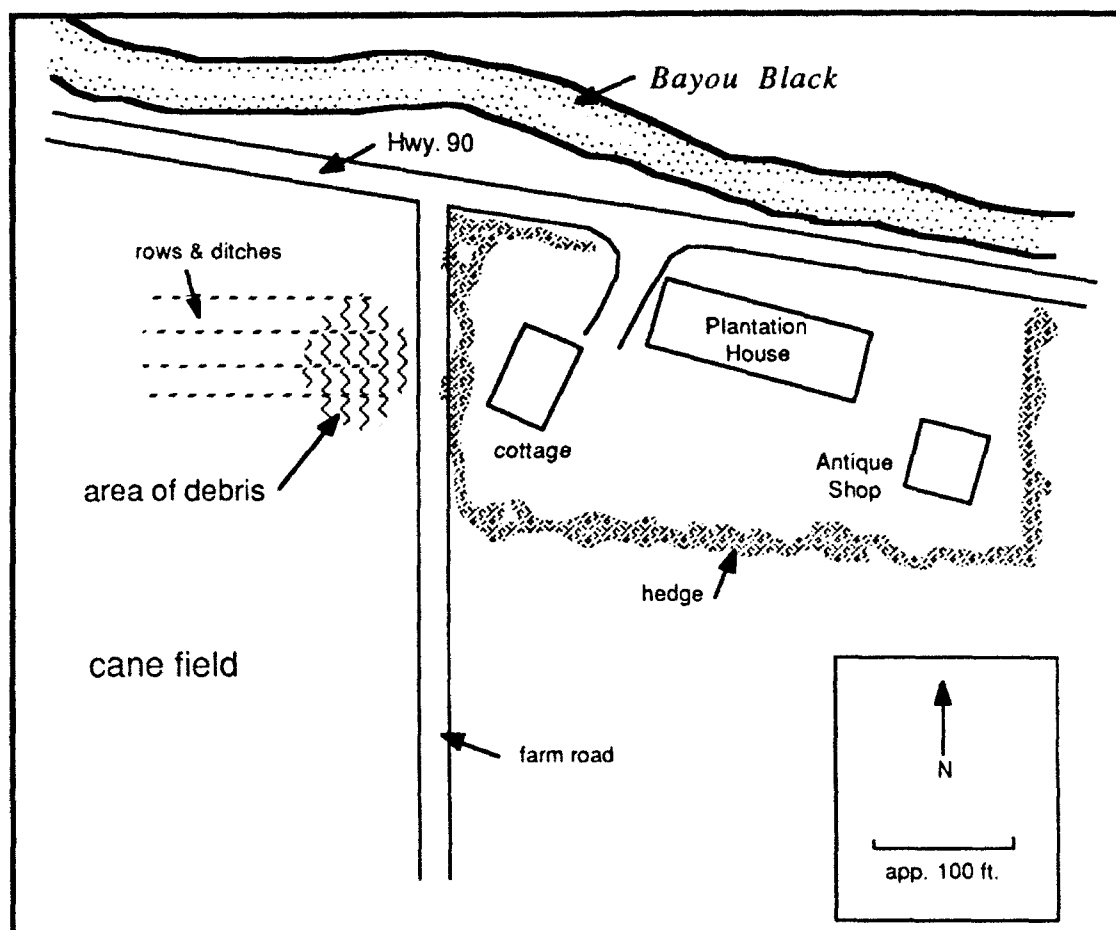 Bayou Black
Hwy. 90
rows & ditches
Plantation
House
cottage
Antique
Shop
area of debris
hedge
cane field
farm road
N
app. 100 ft.